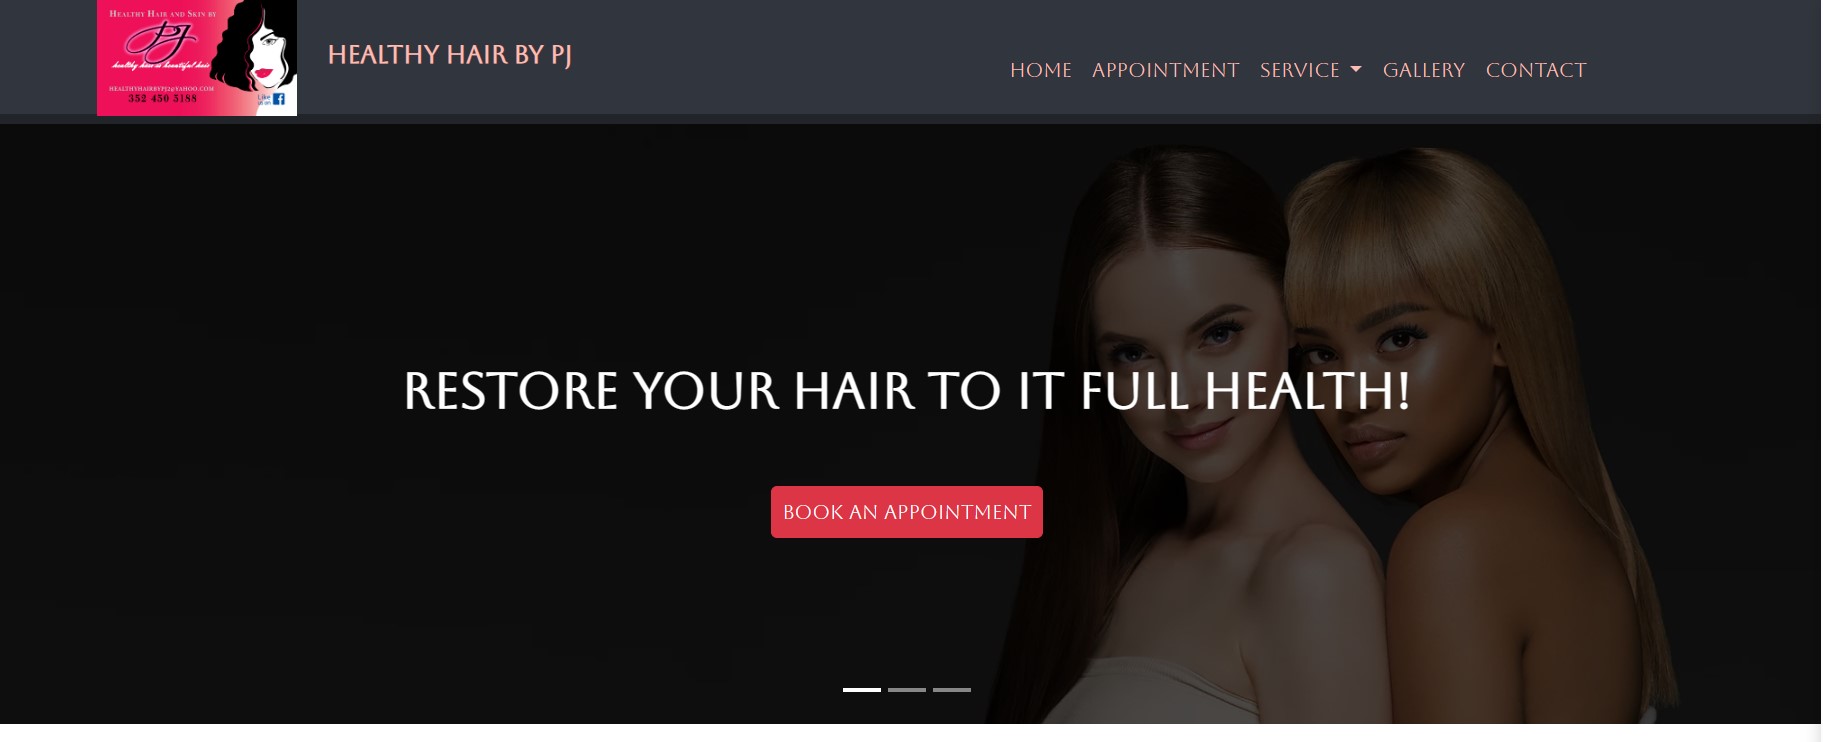 HEALTHY HAIR AND SKIN BY
PJ
healthy hair is beautiful hair
HEALTHYHAIRBYPJ2@YAHOO.COM
352 450 3188
Like
us on
HEALTHY HAIR BY PJ
HOME APPOINTMENT SERVICE GALLERY CONTACT
RESTORE YOUR HAIR TO IT FULL HEALTH!
BOOK AN APPOINTMENT